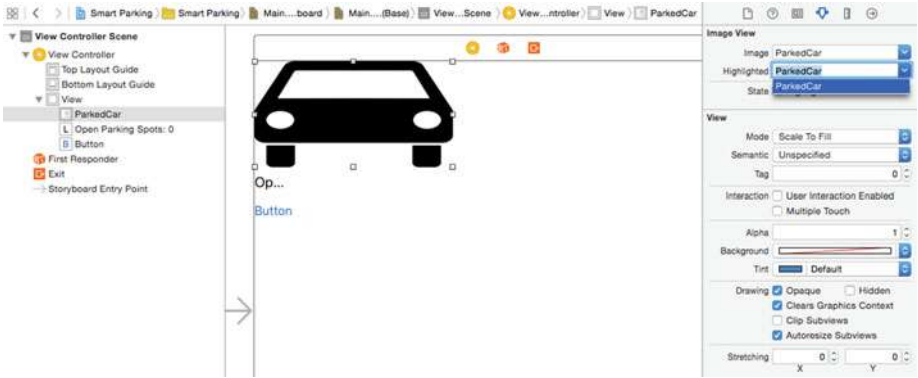 Smart Parking Smart Parking Main....board Main....(Base) View...Scene View...ntroller View ParkedCar
View Controller Scene
View Controller
Top Layout Guide
Bottom Layout Guide
View
ParkedCar
L Open Parking Spots: 0
B Button
First Responder
Exit
Storyboard Entry Point
Op...
Button
Image View
Image ParkedCar
Highlighted ParkedCar
ParkedCar
State
View
Mode Scale To Fill
Semantic Unspecified
Tag 0
Interaction User Interaction Enabled
Multiple Touch
Alpha 1
Background
Tint Default
Drawing Opaque Hidden
Clears Graphics Context
Clip Subviews
Autoresize Subviews
Stretching 0 0
X Y